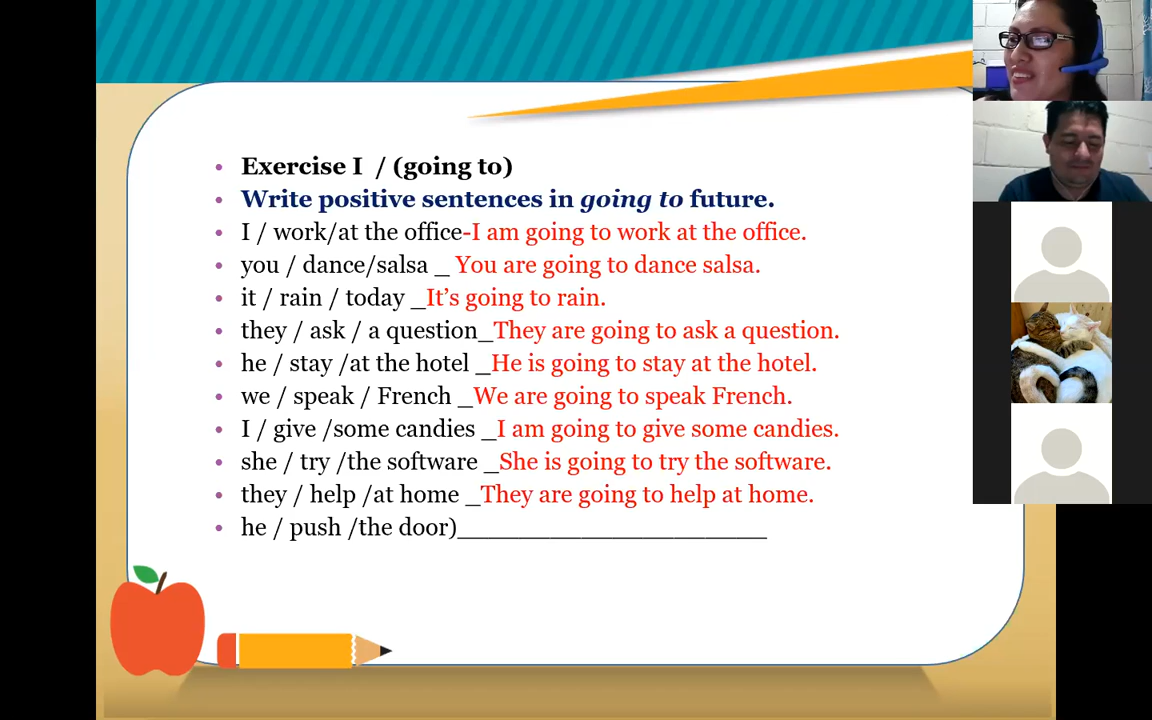 Exercise I / (going to)
Write positive sentences in going to future.
I / work/at the office-I am going to work at the office.
you / dance/salsa _ You are going to dance salsa.
it / rain / today _It’s going to rain.
they / ask / a question_They are going to ask a question.
he / stay /at the hotel _He is going to stay at the hotel.
we / speak / French _We are going to speak French.
I / give /some candies _I am going to give some candies.
she / try /the software _She is going to try the software.
they / help /at home _They are going to help at home.
he / push /the door)______________________